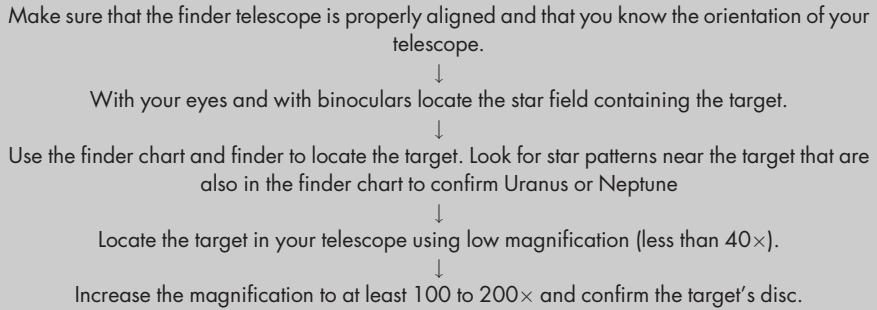 Make sure that the finder telescope is properly aligned and that you know the orientation of your
telescope.
↓
With your eyes and with binoculars locate the star field containing the target.
↓
Use the finder chart and finder to locate the target. Look for star patterns near the target that are
also in the finder chart to confirm Uranus or Neptune
↓
Locate the target in your telescope using low magnification (less than 40×).
↓
Increase the magnification to at least 100 to 200× and confirm the target's disc.